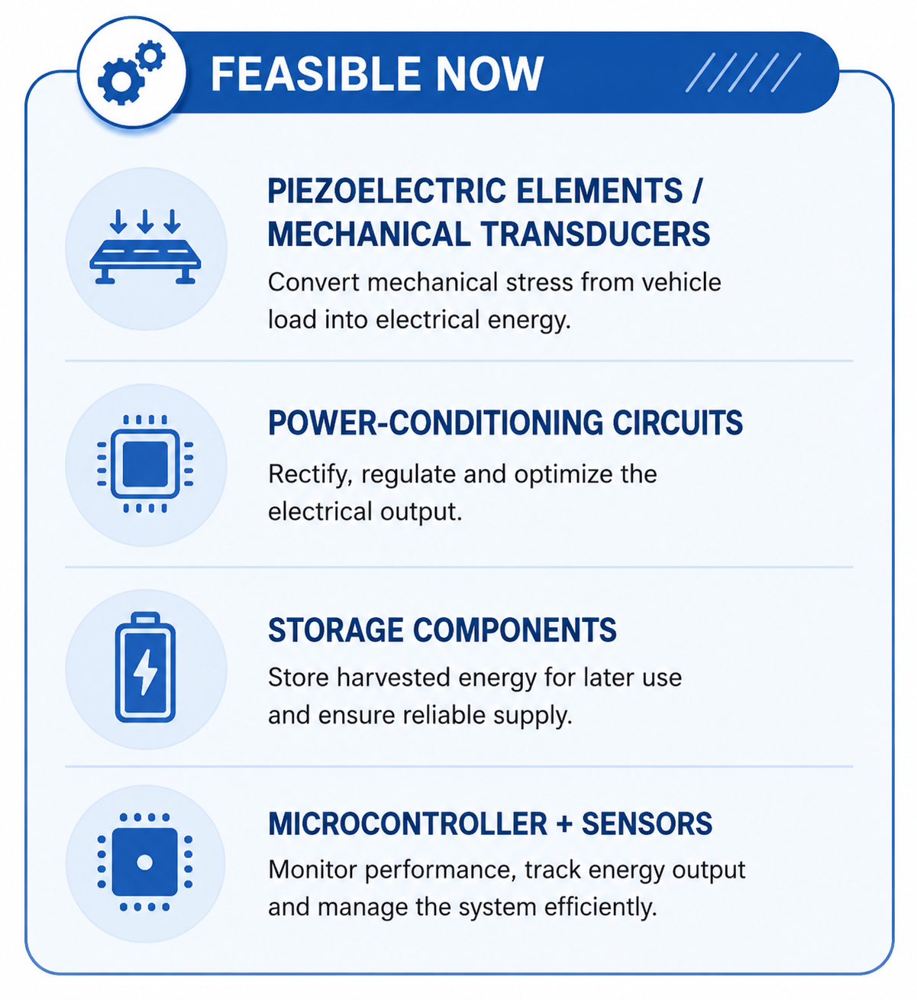 FEASIBLE NOW
PIEZOELECTRIC ELEMENTS /
MECHANICAL TRANSDUCERS
Convert mechanical stress from vehicle
load into electrical energy.
POWER-CONDITIONING CIRCUITS
Rectify, regulate and optimize the
electrical output.
STORAGE COMPONENTS
Store harvested energy for later use
and ensure reliable supply.
MICROCONTROLLER + SENSORS
Monitor performance, track energy output
and manage the system efficiently.